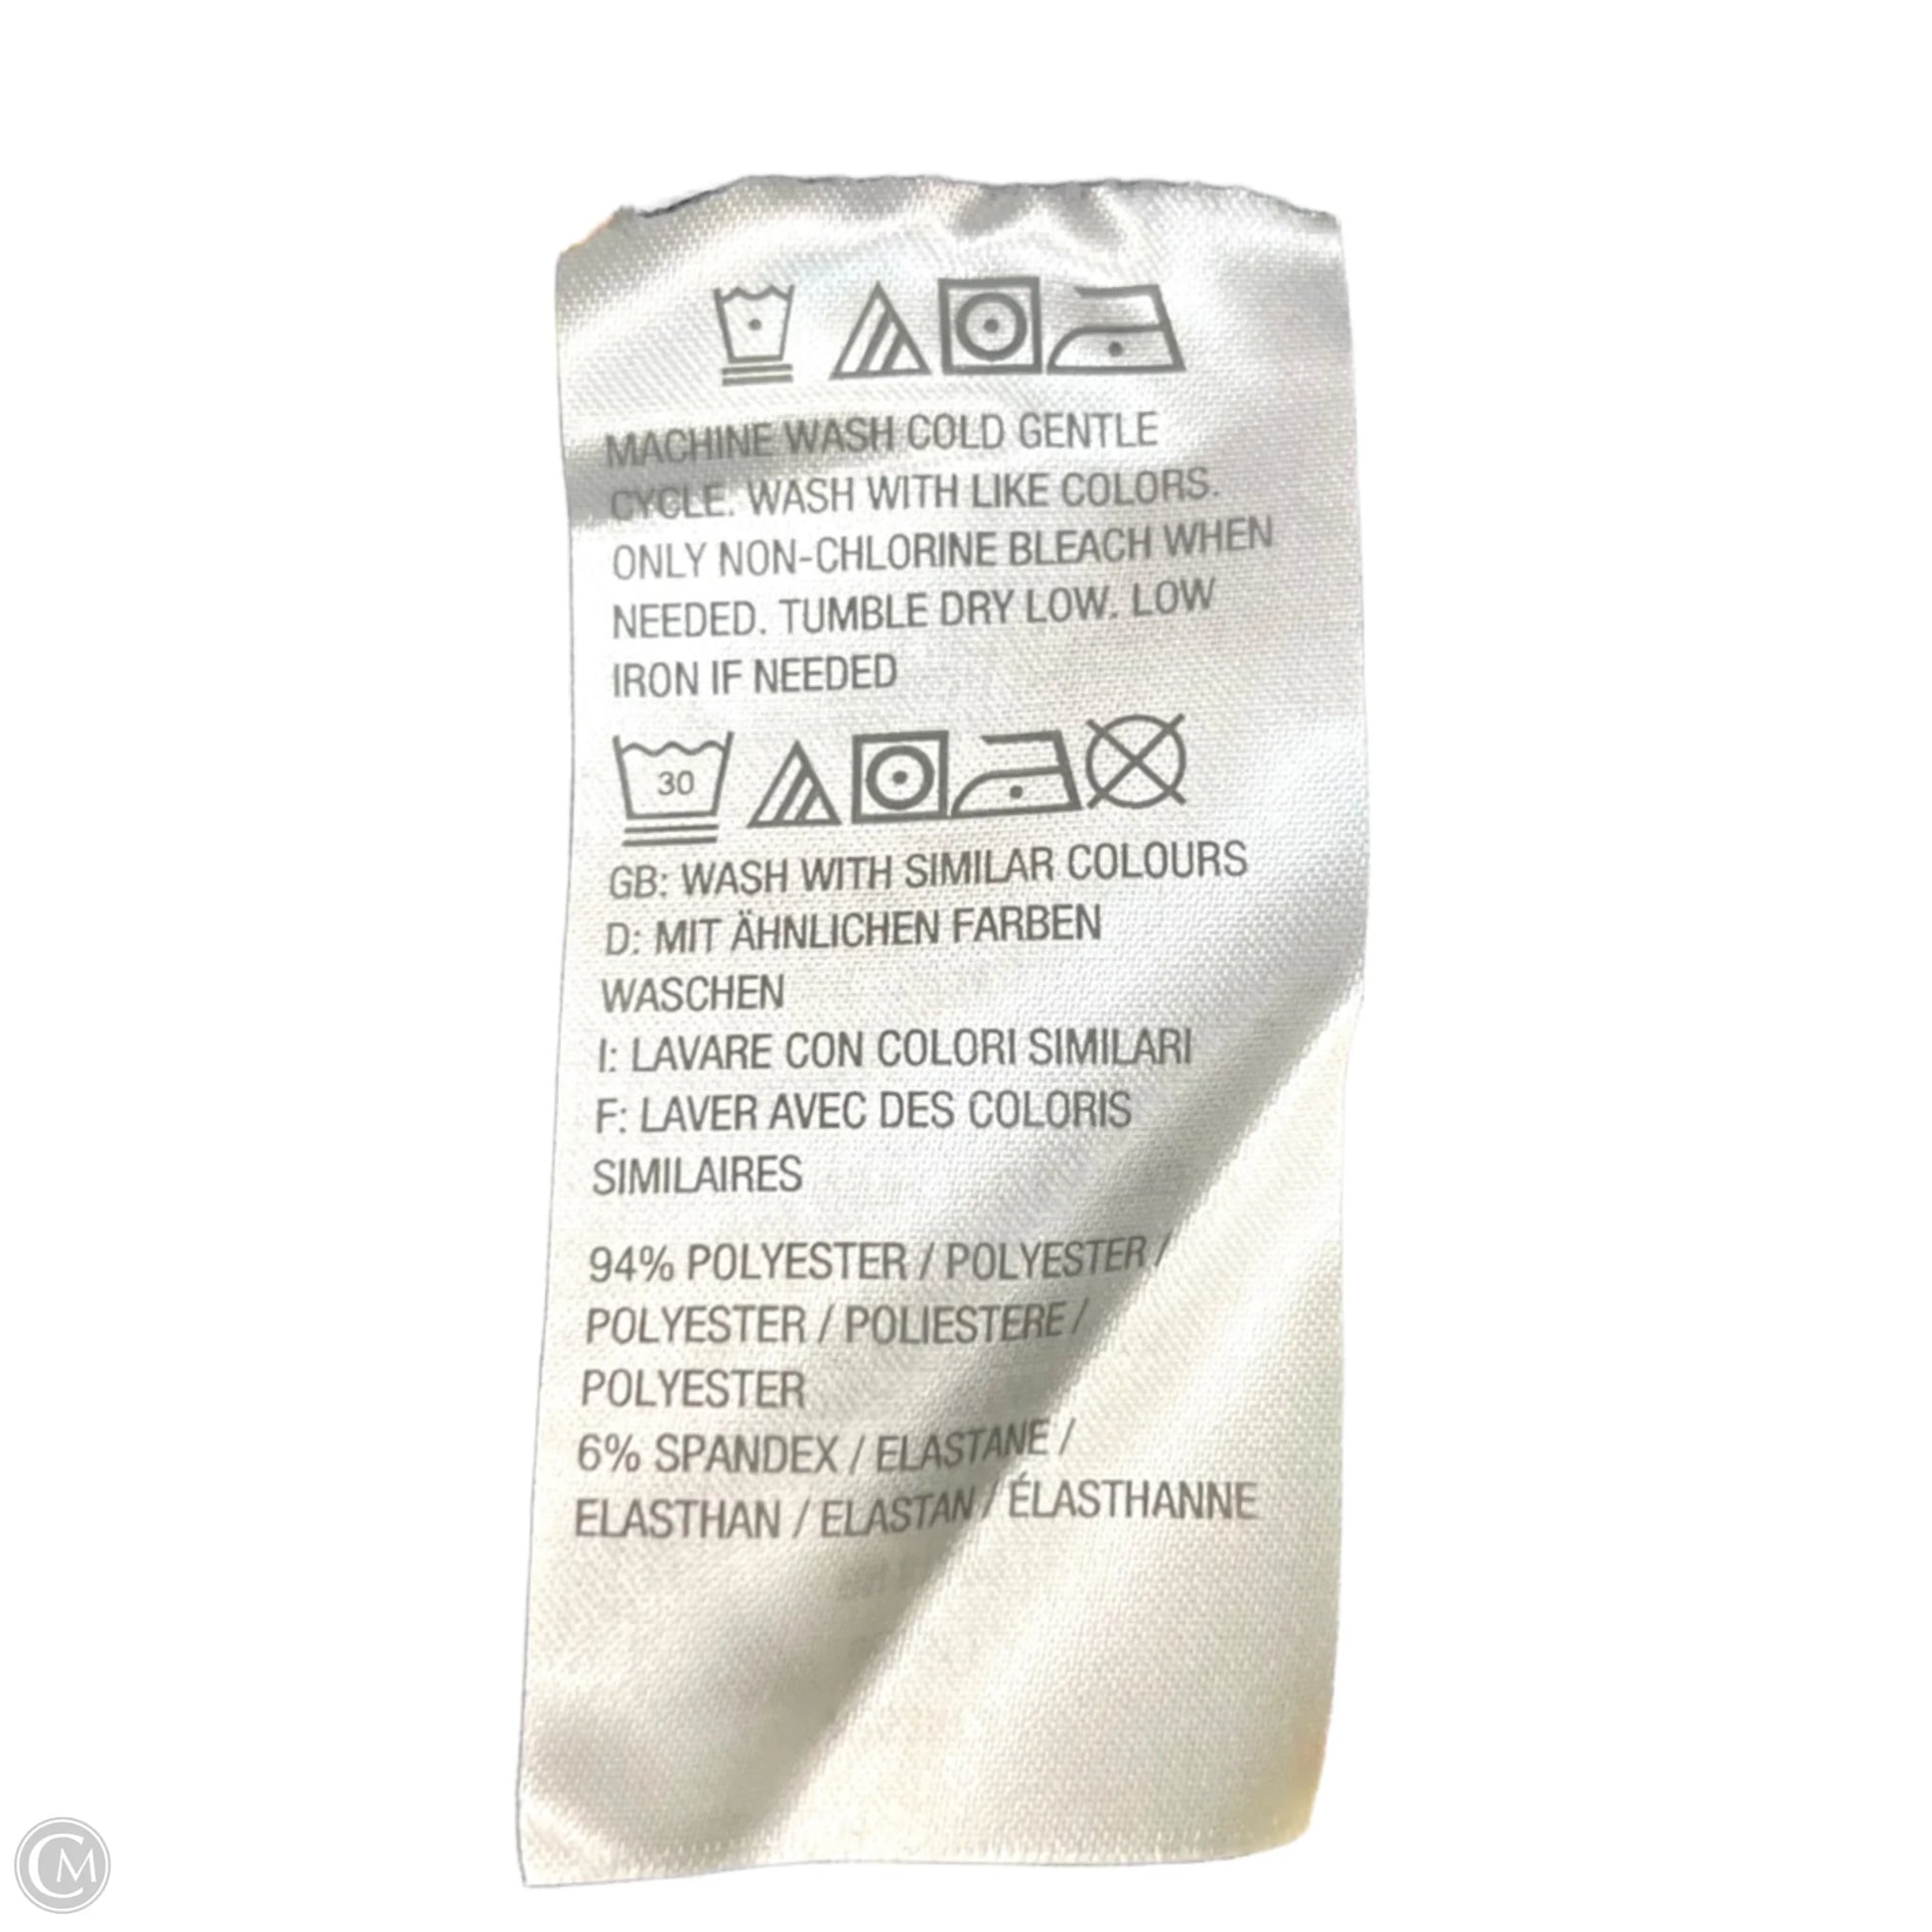 MACHINE WASH COLD GENTLE
CYCLE. WASH WITH LIKE COLORS.
ONLY NON-CHLORINE BLEACH WHEN
NEEDED. TUMBLE DRY LOW. LOW
IRON IF NEEDED
30
GB: WASH WITH SIMILAR COLOURS
D: MIT ÄHNLICHEN FARBEN
WASCHEN
I: LAVARE CON COLORI SIMILARI
F: LAVER AVEC DES COLORIS
SIMILAIRES
94% POLYESTER / POLYESTER /
POLYESTER / POLIESTERE /
POLYESTER
6% SPANDEX / ELASTANE /
ELASTHAN / ELASTAN / ÉLASTHANNE
CM